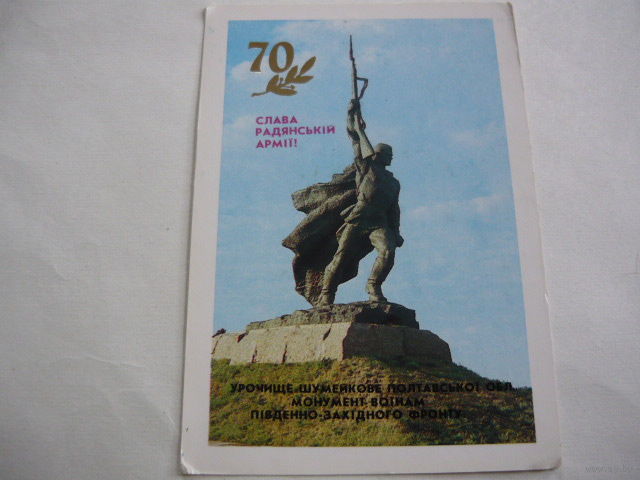 70
СЛАВА
РАДЯНСЬКІЙ
АРМІЇ!
УРОЧИЩЕ ШУМЕЙКОВЕ ПОЛТАВСЬКОЇ ОБЛ.
МОНУМЕНТ ВОЇНАМ
ПІВДЕННО-ЗАХІДНОГО ФРОНТУ